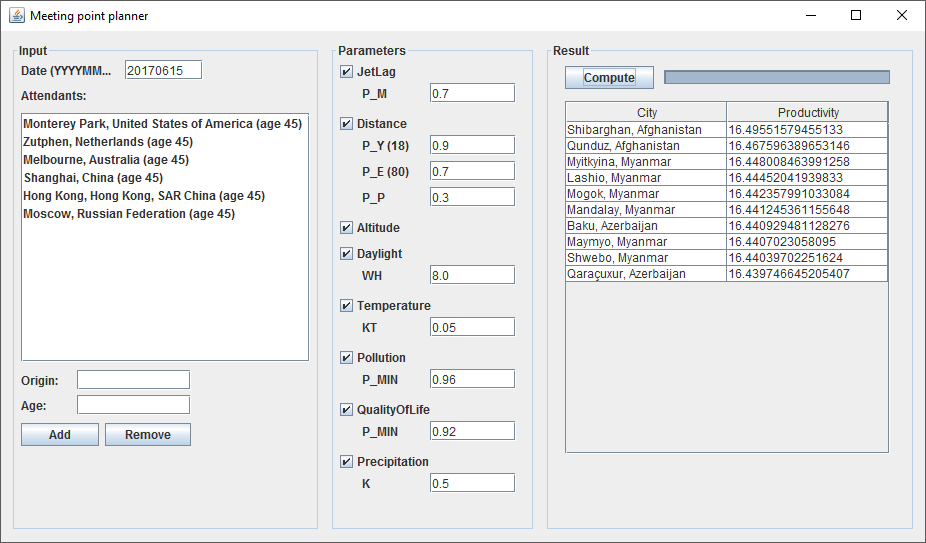 Meeting point planner
Input
Date (YYYYMM... 20170615
Attendants:
Monterey Park, United States of America (age 45)
Zutphen, Netherlands (age 45)
Melbourne, Australia (age 45)
Shanghai, China (age 45)
Hong Kong, Hong Kong, SAR China (age 45)
Moscow, Russian Federation (age 45)
Origin:
Age:
Add Remove
Parameters
JetLag
P_M 0.7
Distance
P_Y (18) 0.9
P_E (80) 0.7
P_P 0.3
Altitude
Daylight
WH 8.0
Temperature
KT 0.05
Pollution
P_MIN 0.96
QualityOfLife
P_MIN 0.92
Precipitation
K 0.5
Result
Compute
City Productivity
Shibarghan, Afghanistan 16.49551579455133
Qunduz, Afghanistan 16.467596389653146
Myitkyina, Myanmar 16.448008463991258
Lashio, Myanmar 16.44452041939833
Mogok, Myanmar 16.442357991033084
Mandalay, Myanmar 16.441245361155648
Baku, Azerbaijan 16.440929481128276
Maymyo, Myanmar 16.4407023058095
Shwebo, Myanmar 16.44039702251624
Qaraçuxur, Azerbaijan 16.439746645205407